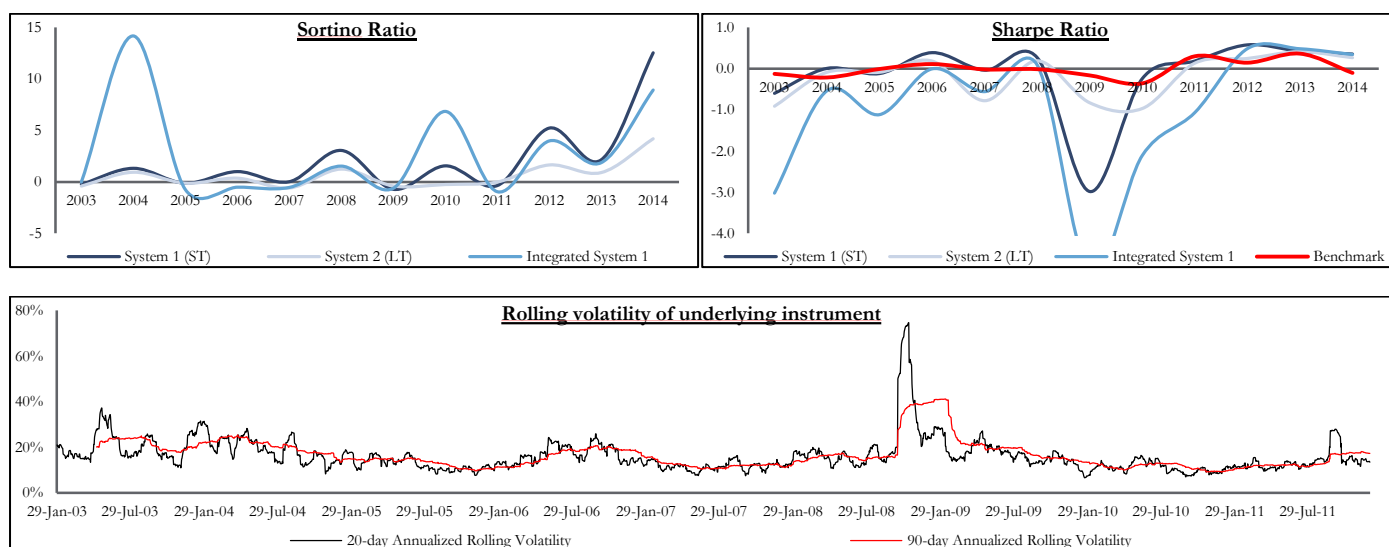 Sortino Ratio
15
10
5
0
-5
2003 2004 2005 2006 2007 2008 2009 2010 2011 2012 2013 2014
System 1 (ST) System 2 (LT) Integrated System 1
Sharpe Ratio
1.0
0.0
-1.0
-2.0
-3.0
-4.0
2003 2004 2005 2006 2007 2008 2009 2010 2011 2012 2013 2014
System 1 (ST) System 2 (LT) Integrated System 1 Benchmark
Rolling volatility of underlying instrument
80%
60%
40%
20%
0%
29-Jan-03 29-Jul-03 29-Jan-04 29-Jul-04 29-Jan-05 29-Jul-05 29-Jan-06 29-Jul-06 29-Jan-07 29-Jul-07 29-Jan-08 29-Jul-08 29-Jan-09 29-Jul-09 29-Jan-10 29-Jul-10 29-Jan-11 29-Jul-11
20-day Annualized Rolling Volatility 90-day Annualized Rolling Volatility